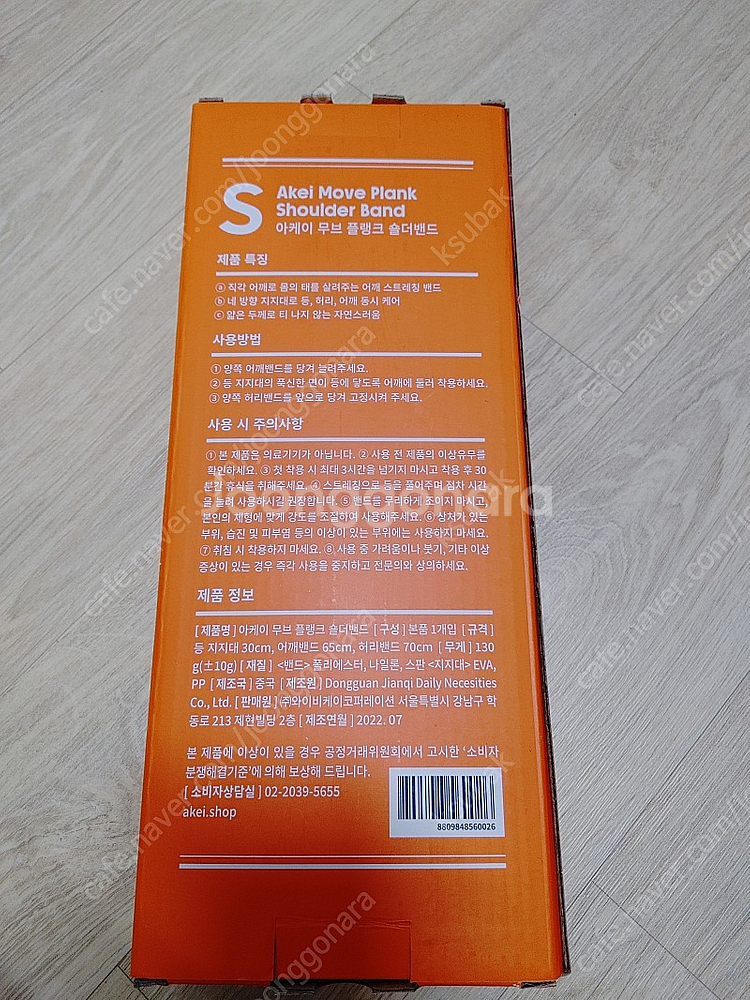 S
Akei Move Plank
Shoulder Band
아케이 무브 플랭크 숄더밴드
제품 특징
ⓐ 직각 어깨로 몸의 태를 살려주는 어깨 스트레칭 밴드
ⓑ 네 방향 지지대로 등, 허리, 어깨 동시 케어
ⓒ 얇은 두께로 티 나지 않는 자연스러움
사용방법
① 양쪽 어깨밴드를 당겨 늘려주세요.
② 등 지지대의 푹신한 면이 등에 닿도록 어깨에 둘러 착용하세요.
③ 양쪽 허리밴드를 앞으로 당겨 고정시켜 주세요.
사용 시 주의사항
① 본 제품은 의료기기가 아닙니다. ② 사용 전 제품의 이상유무를
확인하세요. ③ 첫 착용 시 최대 3시간을 넘기지 마시고 착용 후 30
분간 휴식을 취해주세요. ④ 스트레칭으로 등을 풀어주며 점차 시간
을 늘려 사용하시길 권장합니다. ⑤ 밴드를 무리하게 조이지 마시고,
본인의 체형에 맞게 강도를 조절하여 사용해주세요. ⑥ 상처가 있는
부위, 습진 및 피부염 등의 이상이 있는 부위에는 사용하지 마세요.
⑦ 취침 시 착용하지 마세요. ⑧ 사용 중 가려움이나 붓기, 기타 이상
증상이 있는 경우 즉각 사용을 중지하고 전문의와 상의하세요.
제품 정보
[ 제품명 ] 아케이 무브 플랭크 숄더밴드 [ 구성 ] 본품 1개입 [ 규격 ]
등 지지대 30cm, 어깨밴드 65cm, 허리밴드 70cm [ 무게 ] 130
g(±10g) [ 재질 ] <밴드> 폴리에스터, 나일론, 스판 <지지대> EVA,
PP [ 제조국 ] 중국 [ 제조원 ] Dongguan Jianqi Daily Necesities
Co., Ltd. [ 판매원 ] ㈜와이비케이코퍼레이션 서울특별시 강남구 학
동로 213 제현빌딩 2층 [ 제조연월 ] 2022. 07
본 제품에 이상이 있을 경우 공정거래위원회에서 고시한 '소비자
분쟁해결기준'에 의해 보상해 드립니다.
[ 소비자상담실 ] 02-2039-5655
akei.shop
8809848560026
joonggonara
cafe.naver.com/joonggonara
ksubak